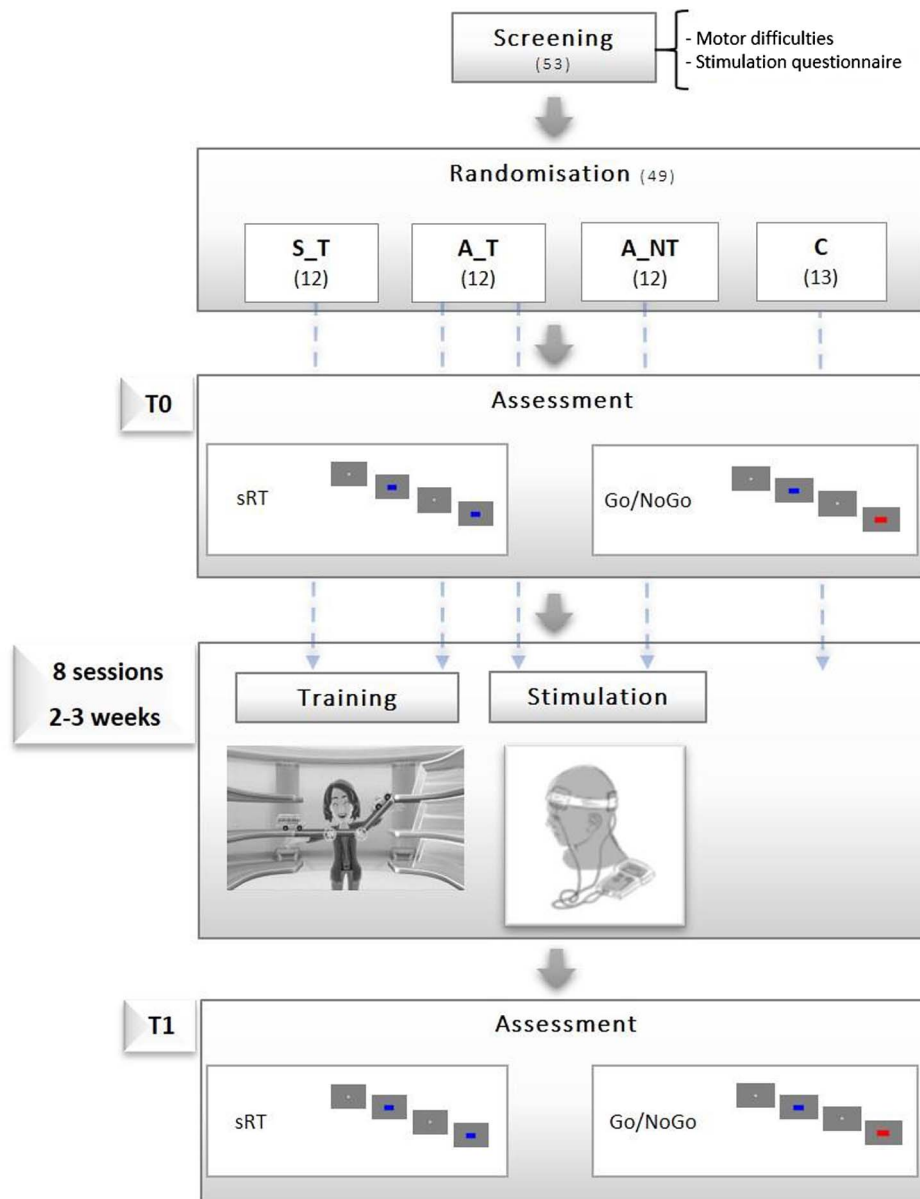 Screening
(53)
- Motor difficulties
- Stimulation questionnaire
Randomisation (49)
S_T
(12)
A_T
(12)
A_NT
(12)
C
(13)
T0
Assessment
sRT
Go/NoGo
8 sessions
2-3 weeks
Training
Stimulation
T1
Assessment
sRT
Go/NoGo